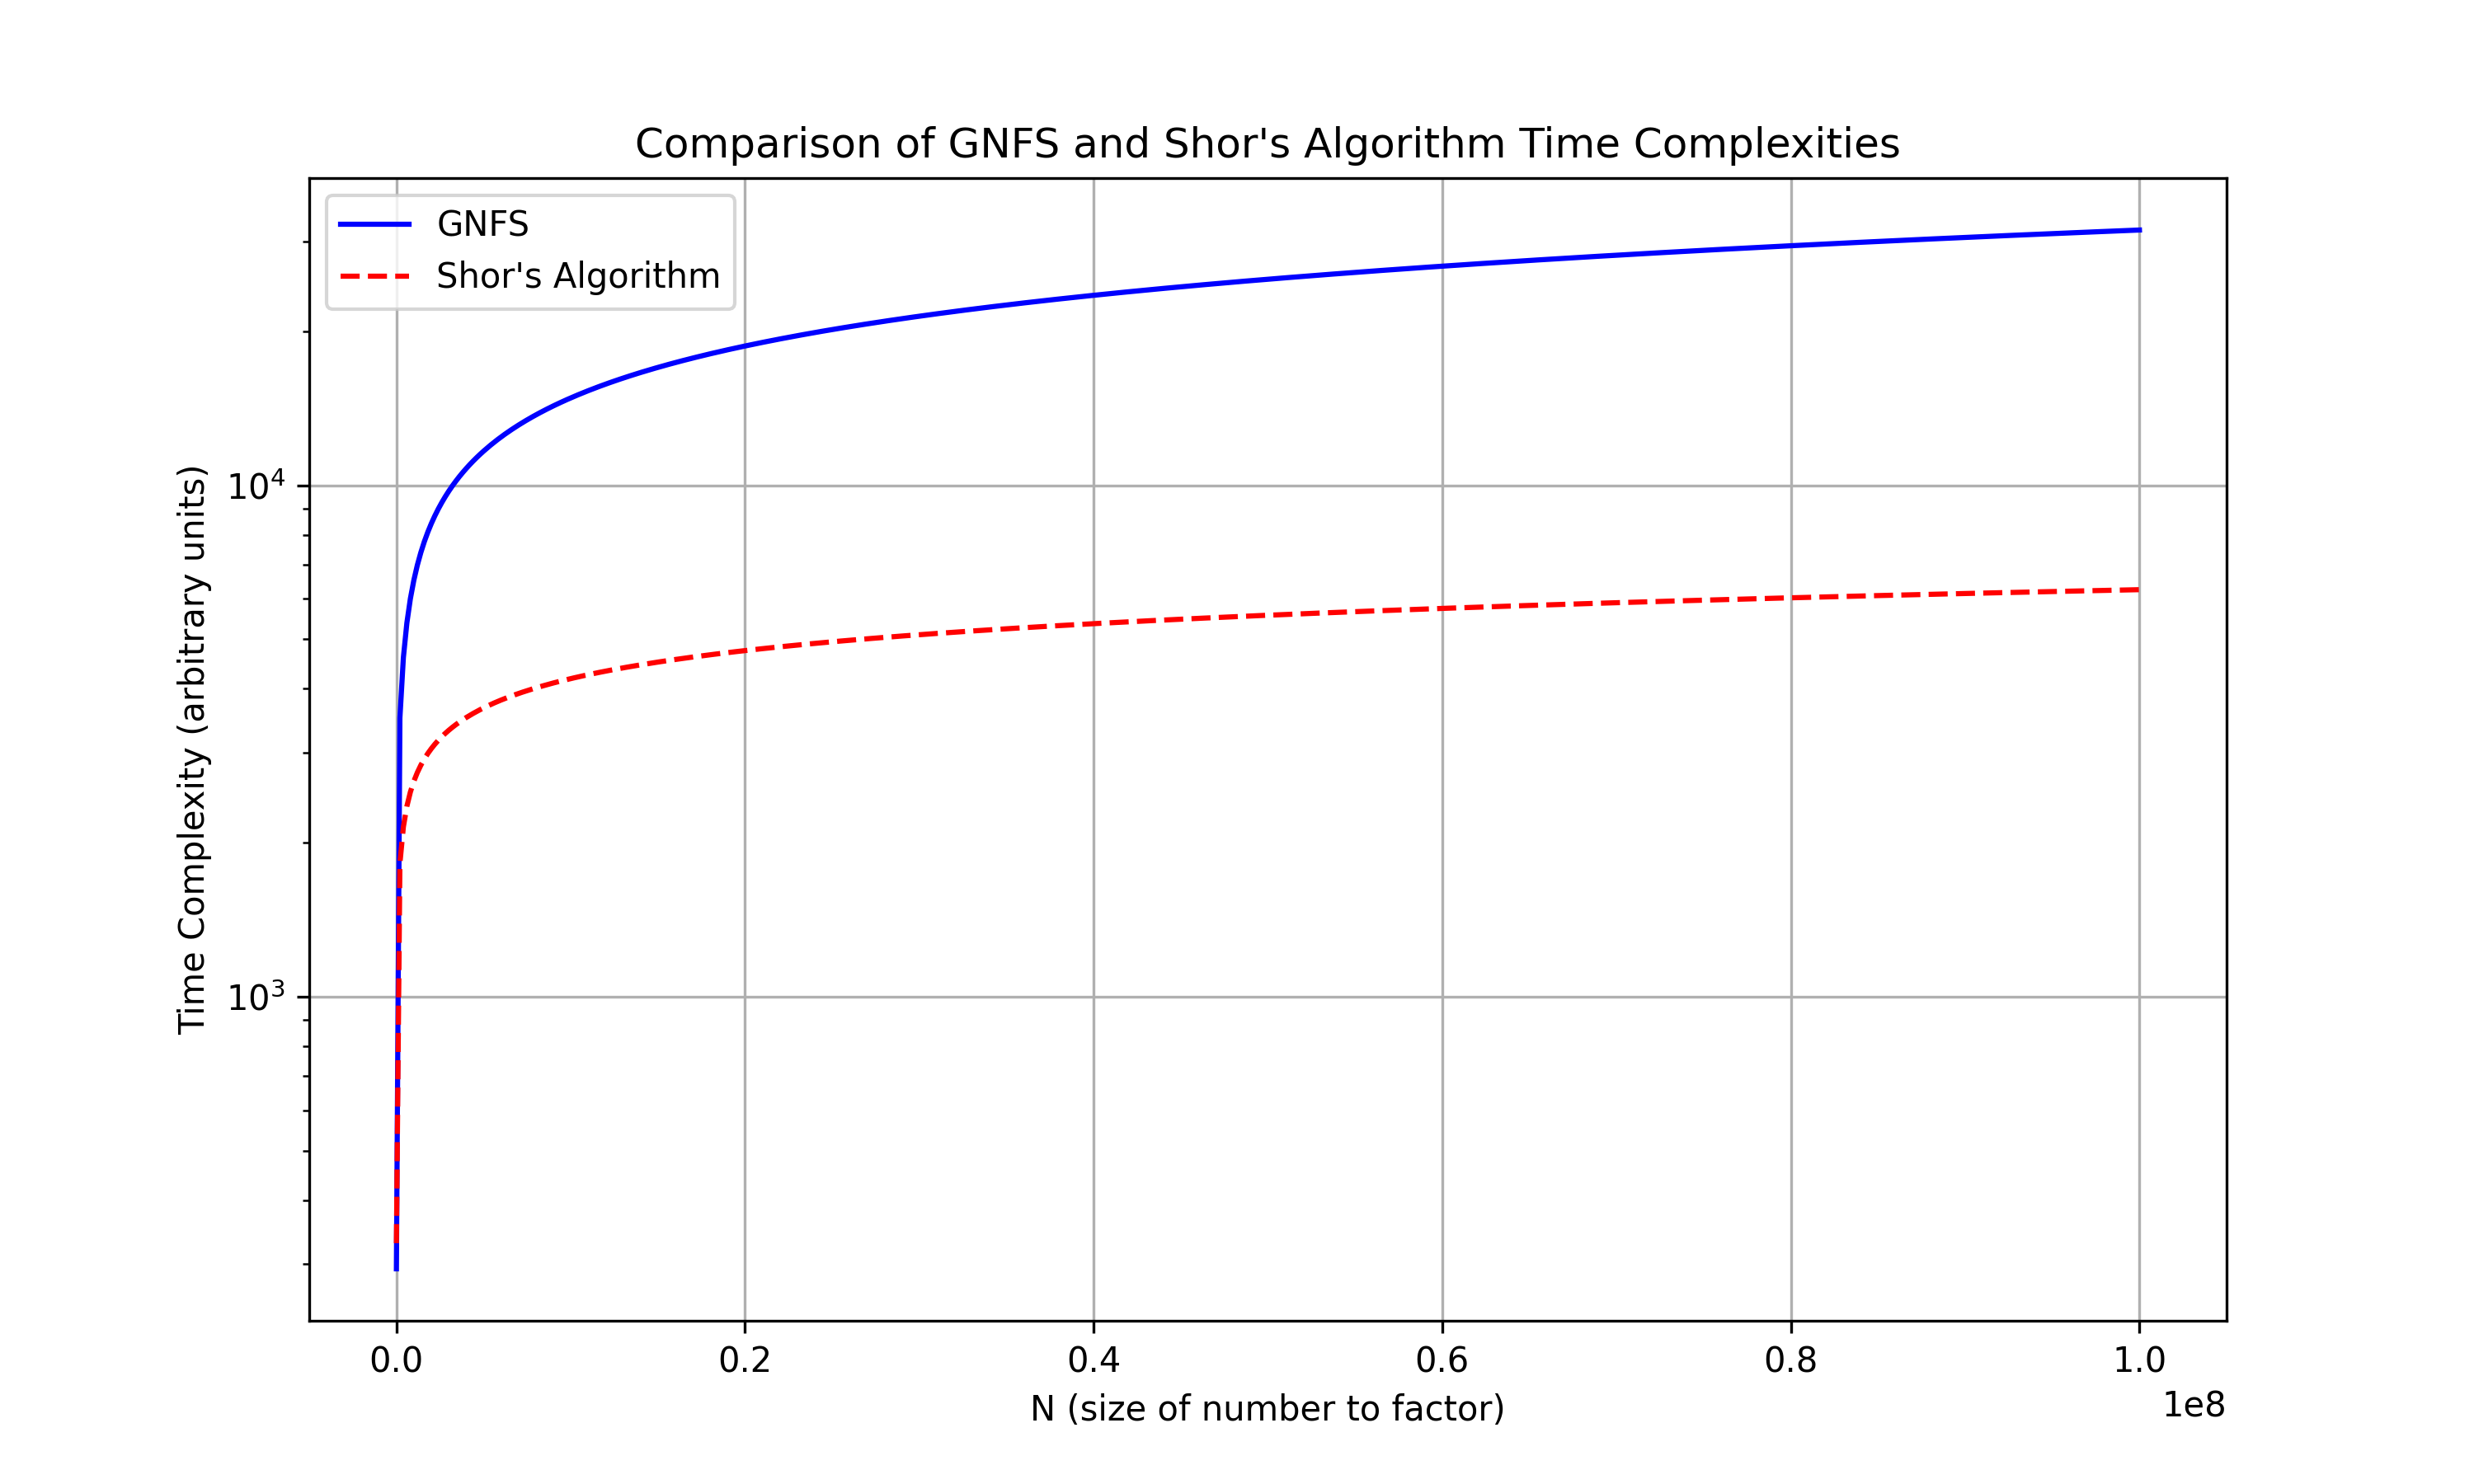 Comparison of GNFS and Shor's Algorithm Time Complexities
GNFS
Shor's Algorithm
Time Complexity (arbitrary units)
10⁴
10³
0.0 0.2 0.4 0.6 0.8 1.0
1e8
N (size of number to factor)